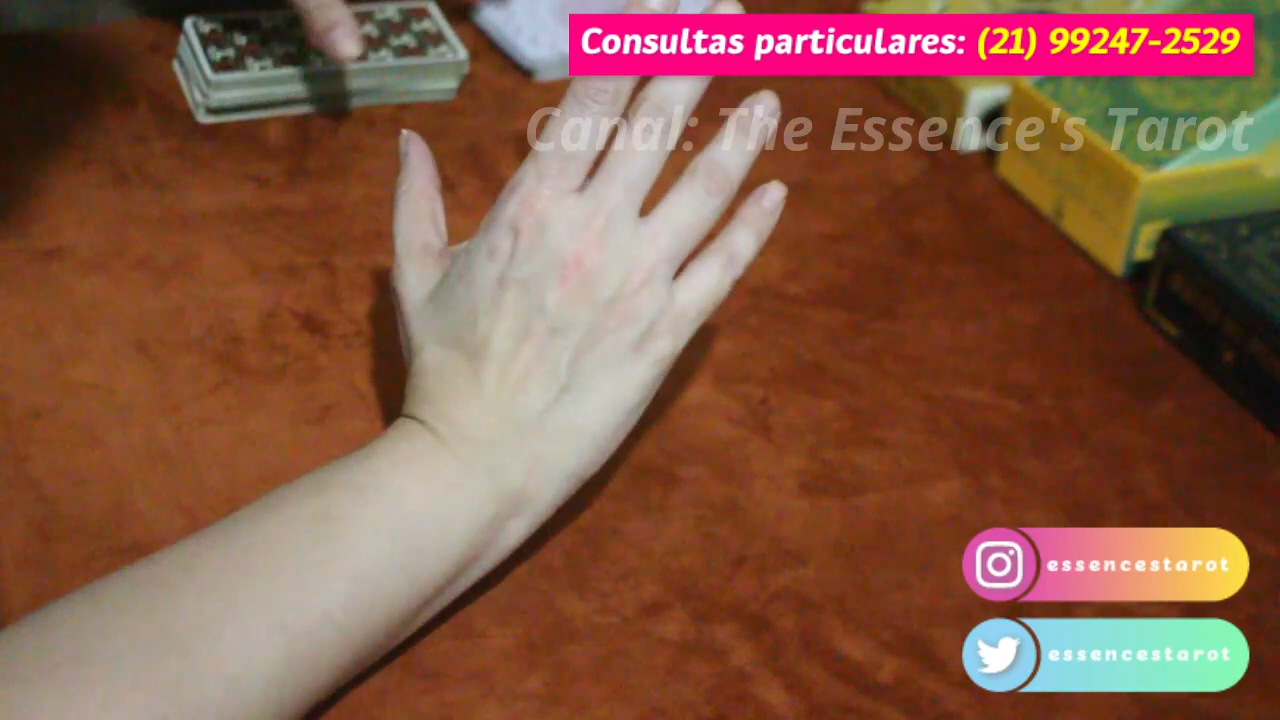 Consultas particulares: (21) 99247-2529
Canal: The Essence's Tarot
essencestarot
essencestarot